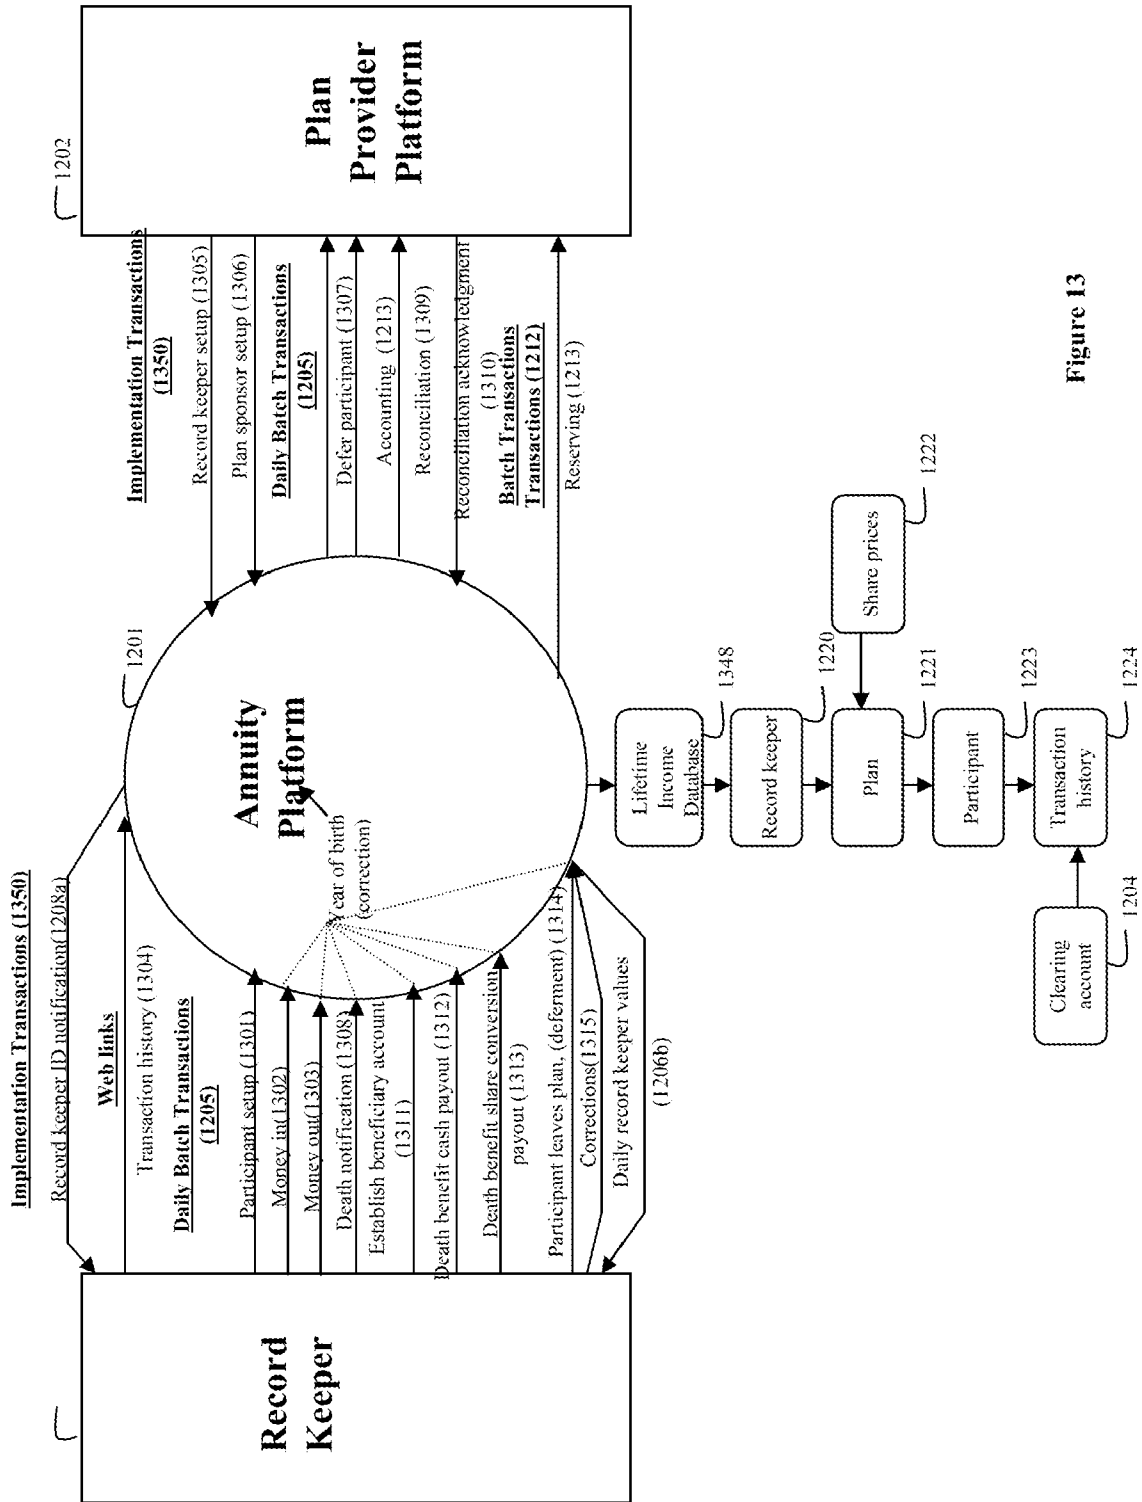 Implementation Transactions (1350)
Record keeper ID notification(1208a)
Web links
Transaction history (1304)
Daily Batch Transactions
(1205)
Participant setup (1301)
Money in(1302)
Money out(1303)
Death notification (1308)
Establish beneficiary account
(1311)
Death benefit cash payout (1312)
Death benefit share conversion
payout (1313)
Participant leaves plan, (deferment) (1314)
Corrections(1315)
Daily record keeper values
(1206b)
Record
Keeper
1201
Annuity
Platform
Year of birth
(correction)
Implementation Transactions
(1350)
Record keeper setup (1305)
Plan sponsor setup (1306)
Daily Batch Transactions
(1205)
Defer participant (1307)
Accounting (1213)
Reconciliation (1309)
Reconciliation acknowledgment
(1310)
Batch Transactions
Transactions (1212)
Reserving (1213)
1202
Plan
Provider
Platform
Lifetime
Income
Database
1348
Record keeper
1220
Plan
1221
Share prices
1222
Participant
1223
Transaction
history
1224
Clearing
account
1204
Figure 13